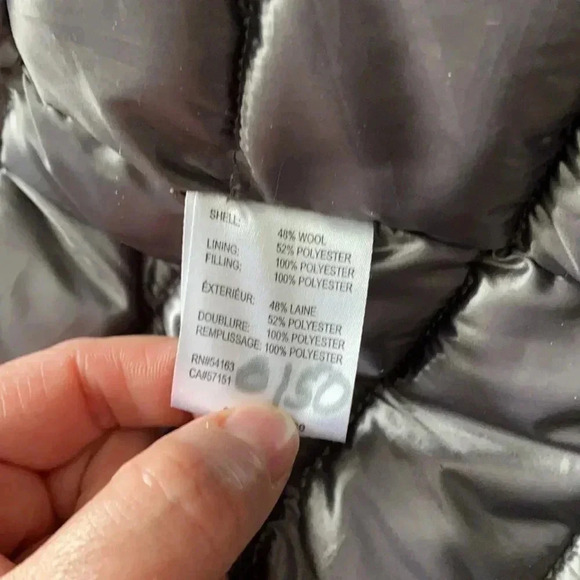 SHELL: 48% WOOL
52% POLYESTER
LINING: 100% POLYESTER
FILLING: 100% POLYESTER
ÉXTERIEUR: 48% LAINE
52% POLYESTER
DOUBLURE: 100% POLYESTER
REMPLISSAGE: 100% POLYESTER
RN#54163
CA#57151
0150